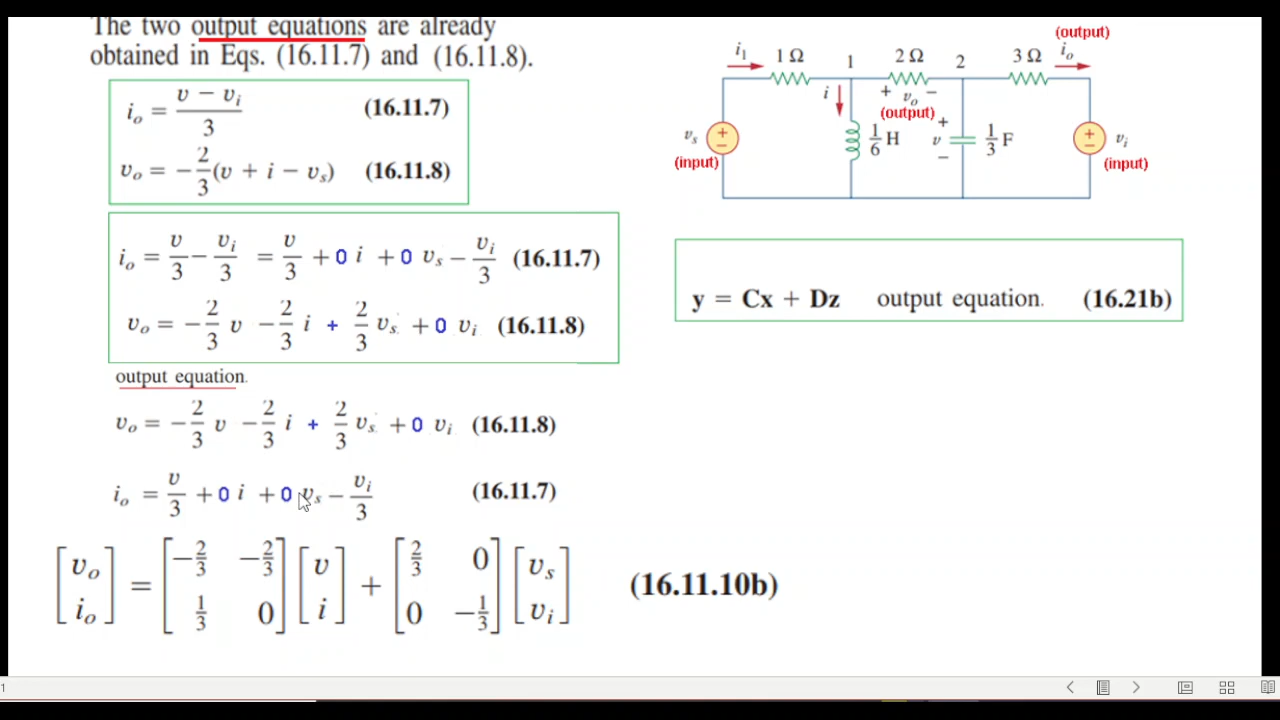 The two output equations are already
obtained in Eqs. (16.11.7) and (16.11.8).
i_o = (v − v_i)/3 (16.11.7)
v_o = −2/3(v + i − v_s) (16.11.8)
i_o = v/3 − v_i/3 = v/3 + 0 i + 0 v_s − v_i/3 (16.11.7)
v_o = −2/3 v − 2/3 i + 2/3 v_s + 0 v_i (16.11.8)
output equation.
v_o = −2/3 v − 2/3 i + 2/3 v_s + 0 v_i (16.11.8)
i_o = v/3 + 0 i + 0 v_s − v_i/3 (16.11.7)
[v_o; i_o] = [−2/3 −2/3; 1/3 0] [v; i] + [2/3 0; 0 −1/3] [v_s; v_i] (16.11.10b)
(output)
i_1 1 Ω 1 2 Ω 2 3 Ω i_o
i + v_o −
(output)
v_s + − 1/6 H v + − 1/3 F + − v_i
(input) (input)
y = Cx + Dz output equation. (16.21b)
1